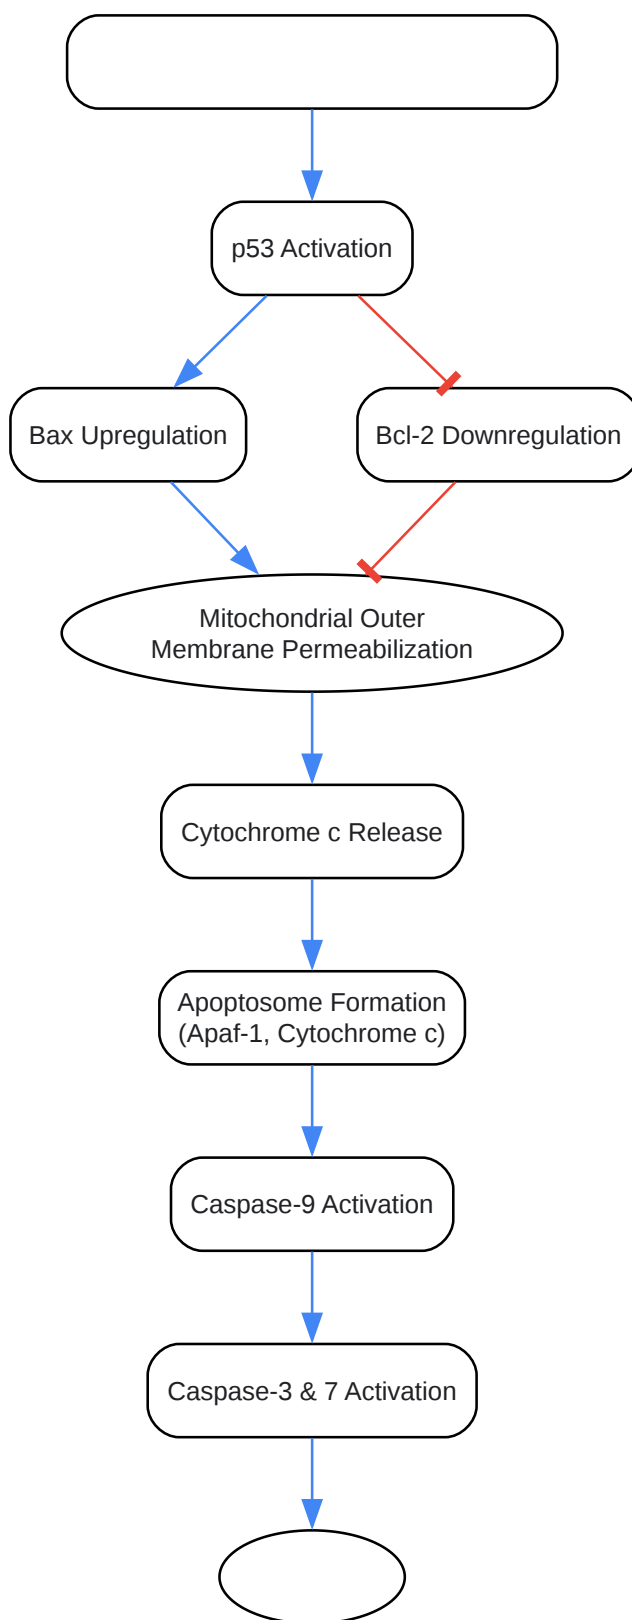 p53 Activation
Bax Upregulation
Bcl-2 Downregulation
Mitochondrial Outer
Membrane Permeabilization
Cytochrome c Release
Apoptosome Formation
(Apaf-1, Cytochrome c)
Caspase-9 Activation
Caspase-3 & 7 Activation